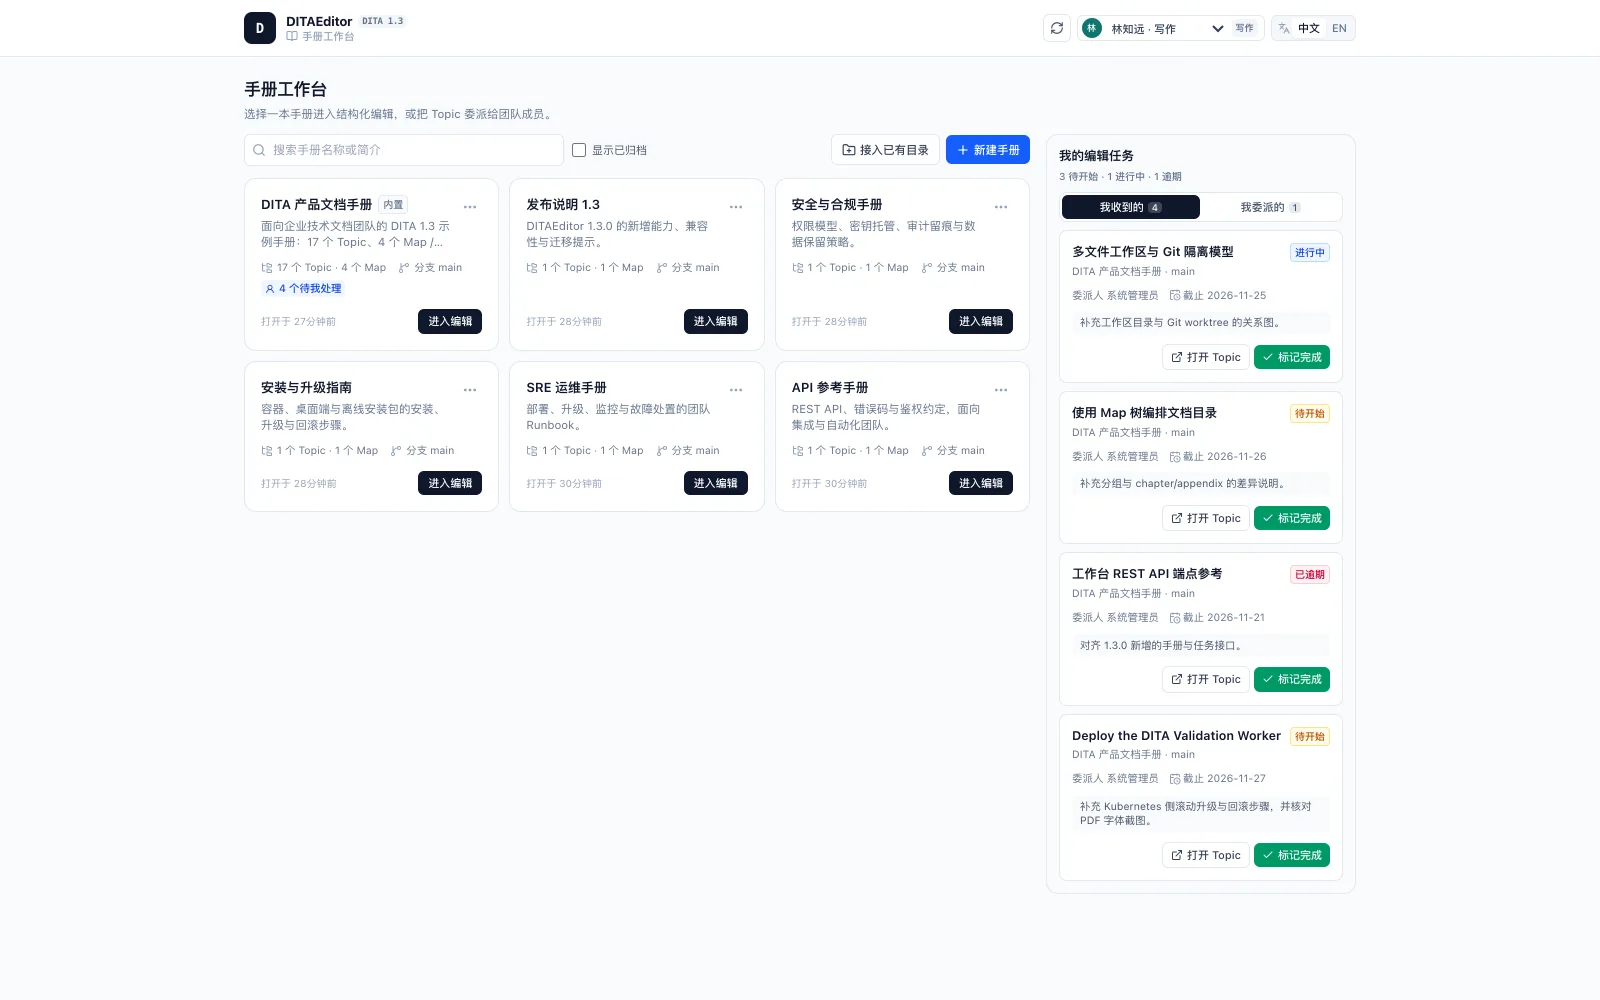 D
DITAEditor DITA 1.3
手册工作台
林 林知远 · 写作 写作
中文 EN
手册工作台
选择一本手册进入结构化编辑，或把 Topic 委派给团队成员。
搜索手册名称或简介
显示已归档
接入已有目录
新建手册
DITA 产品文档手册 内置
面向企业技术文档团队的 DITA 1.3 示
例手册：17 个 Topic、4 个 Map /...
17 个 Topic · 4 个 Map 分支 main
4 个待我处理
打开于 27分钟前
进入编辑
发布说明 1.3
DITAEditor 1.3.0 的新增能力、兼容
性与迁移提示。
1 个 Topic · 1 个 Map 分支 main
打开于 28分钟前
进入编辑
安全与合规手册
权限模型、密钥托管、审计留痕与数
据保留策略。
1 个 Topic · 1 个 Map 分支 main
打开于 28分钟前
进入编辑
安装与升级指南
容器、桌面端与离线安装包的安装、
升级与回滚步骤。
1 个 Topic · 1 个 Map 分支 main
打开于 28分钟前
进入编辑
SRE 运维手册
部署、升级、监控与故障处置的团队
Runbook。
1 个 Topic · 1 个 Map 分支 main
打开于 30分钟前
进入编辑
API 参考手册
REST API、错误码与鉴权约定，面向
集成与自动化团队。
1 个 Topic · 1 个 Map 分支 main
打开于 30分钟前
进入编辑
我的编辑任务
3 待开始 · 1 进行中 · 1 逾期
我收到的 4
我委派的 1
多文件工作区与 Git 隔离模型 进行中
DITA 产品文档手册 · main
委派人 系统管理员 截止 2026-11-25
补充工作区目录与 Git worktree 的关系图。
打开 Topic 标记完成
使用 Map 树编排文档目录 待开始
DITA 产品文档手册 · main
委派人 系统管理员 截止 2026-11-26
补充分组与 chapter/appendix 的差异说明。
打开 Topic 标记完成
工作台 REST API 端点参考 已逾期
DITA 产品文档手册 · main
委派人 系统管理员 截止 2026-11-21
对齐 1.3.0 新增的手册与任务接口。
打开 Topic 标记完成
Deploy the DITA Validation Worker 待开始
DITA 产品文档手册 · main
委派人 系统管理员 截止 2026-11-27
补充 Kubernetes 侧滚动升级与回滚步骤，并核对
PDF 字体截图。
打开 Topic 标记完成